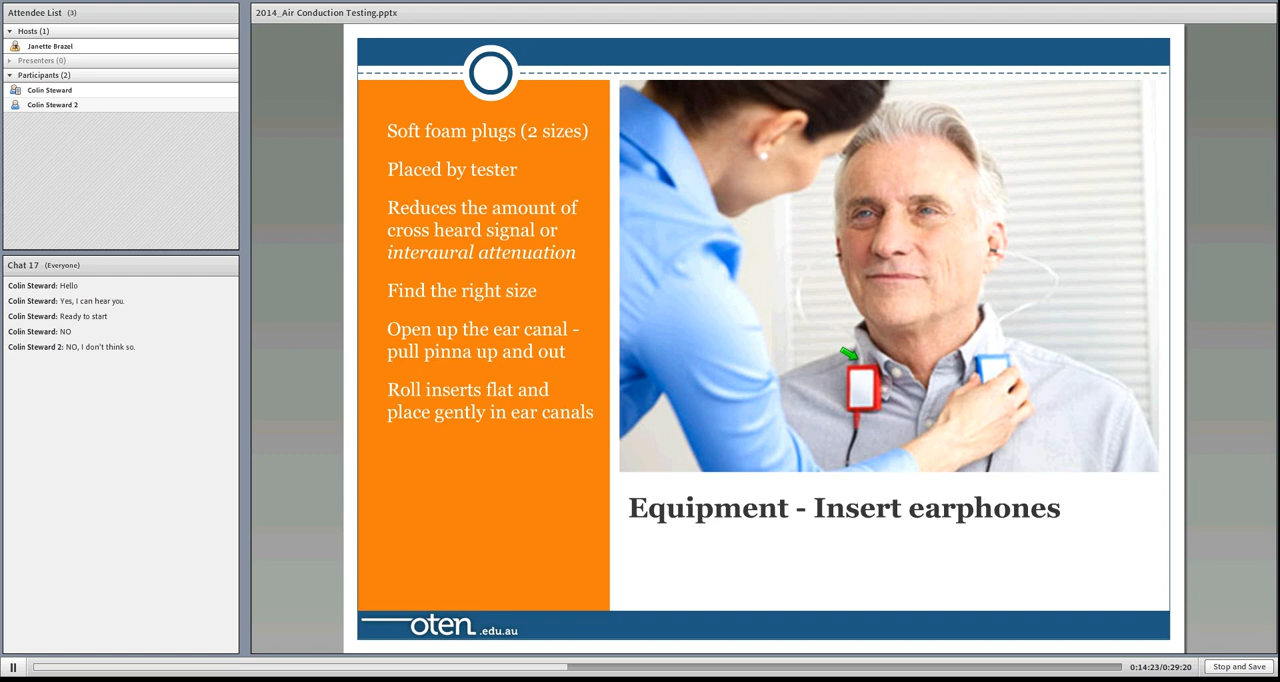 Attendee List (3)
Hosts (1)
Janette Brazel
Presenters (0)
Participants (2)
Colin Steward
Colin Steward 2
Chat 17 (Everyone)
Colin Steward: Hello
Colin Steward: Yes, I can hear you.
Colin Steward: Ready to start
Colin Steward: NO
Colin Steward 2: NO, I don't think so.
2014_Air Conduction Testing.pptx
Soft foam plugs (2 sizes)
Placed by tester
Reduces the amount of
cross heard signal or
interaural attenuation
Find the right size
Open up the ear canal -
pull pinna up and out
Roll inserts flat and
place gently in ear canals
Equipment - Insert earphones
oten.edu.au
0:14:23/0:29:20
Stop and Save